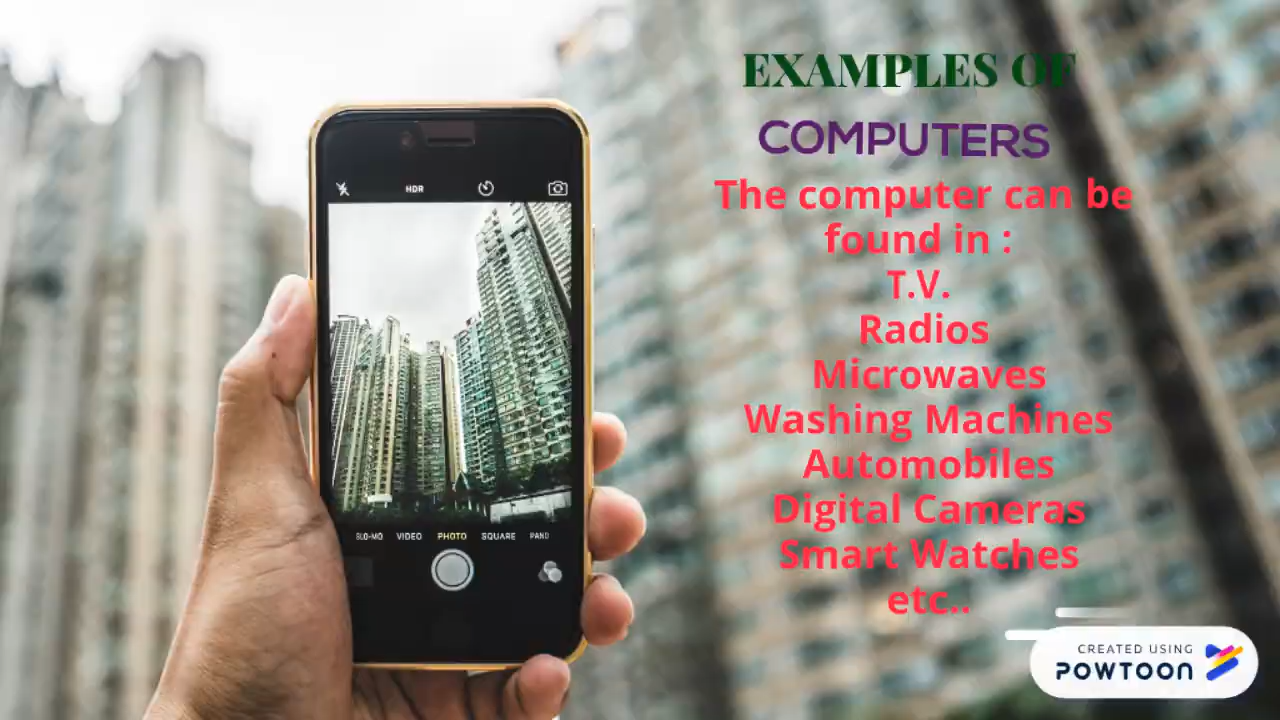 EXAMPLES OF
COMPUTERS
The computer can be
found in :
T.V.
Radios
Microwaves
Washing Machines
Automobiles
Digital Cameras
Smart Watches
etc..
HDR
SLO-MO VIDEO PHOTO SQUARE PANO
CREATED USING
POWTOON